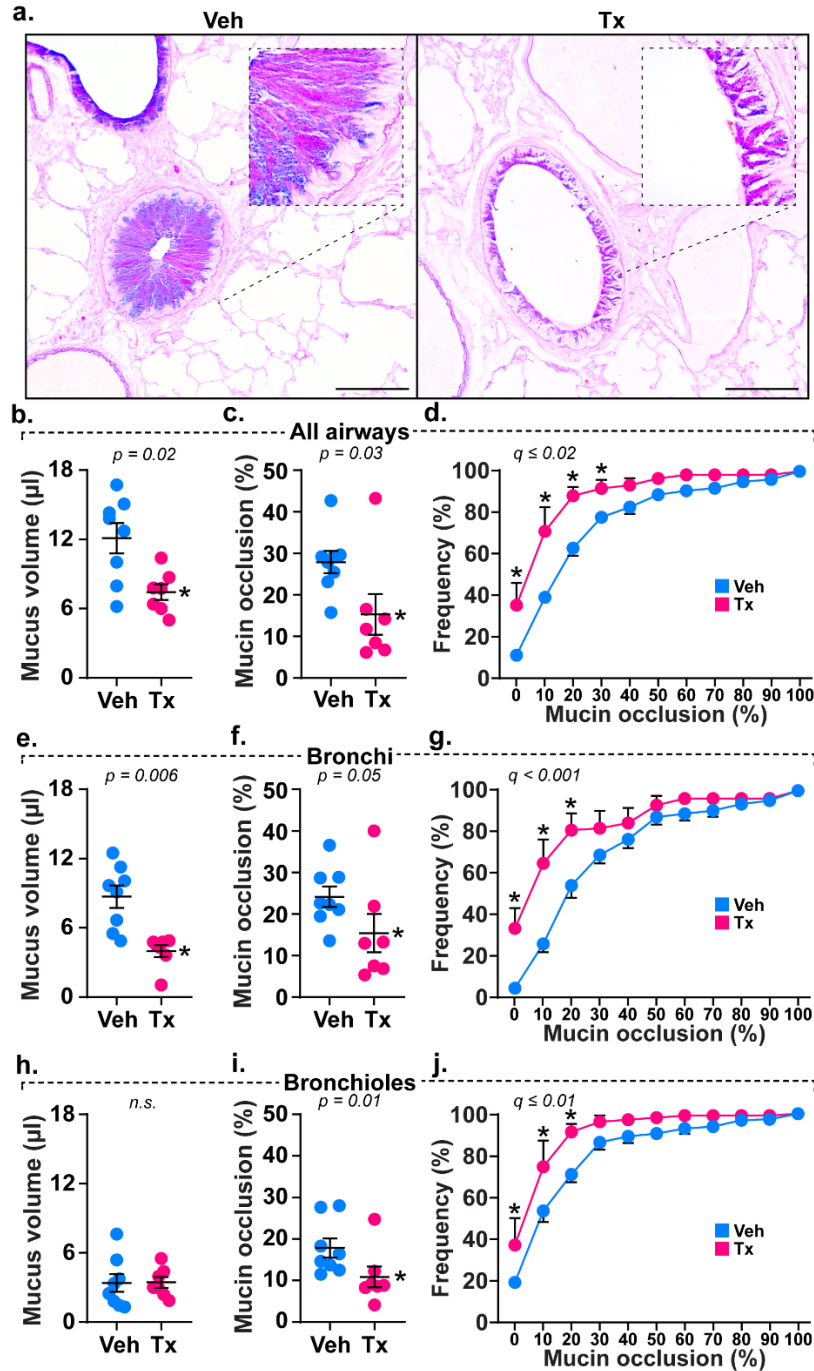 a.
Veh
Tx
b.
c.
d.
All airways
p = 0.02
p = 0.03
q ≤ 0.02
Mucus volume (µl)
18
12
6
0
Veh
Tx
*
Mucin occlusion (%)
50
40
30
20
10
0
Veh
Tx
*
Frequency (%)
100
80
60
40
20
0
* * * *
Veh
Tx
0 10 20 30 40 50 60 70 80 90 100
Mucin occlusion (%)
e.
f.
g.
Bronchi
p = 0.006
p = 0.05
q < 0.001
Mucus volume (µl)
18
12
6
0
Veh
Tx
*
Mucin occlusion (%)
50
40
30
20
10
0
Veh
Tx
*
Frequency (%)
100
80
60
40
20
0
* * *
Veh
Tx
0 10 20 30 40 50 60 70 80 90 100
Mucin occlusion (%)
h.
i.
j.
Bronchioles
n.s.
p = 0.01
q ≤ 0.01
Mucus volume (µl)
18
12
6
0
Veh
Tx
Mucin occlusion (%)
50
40
30
20
10
0
Veh
Tx
*
Frequency (%)
100
80
60
40
20
0
* * *
Veh
Tx
0 10 20 30 40 50 60 70 80 90 100
Mucin occlusion (%)